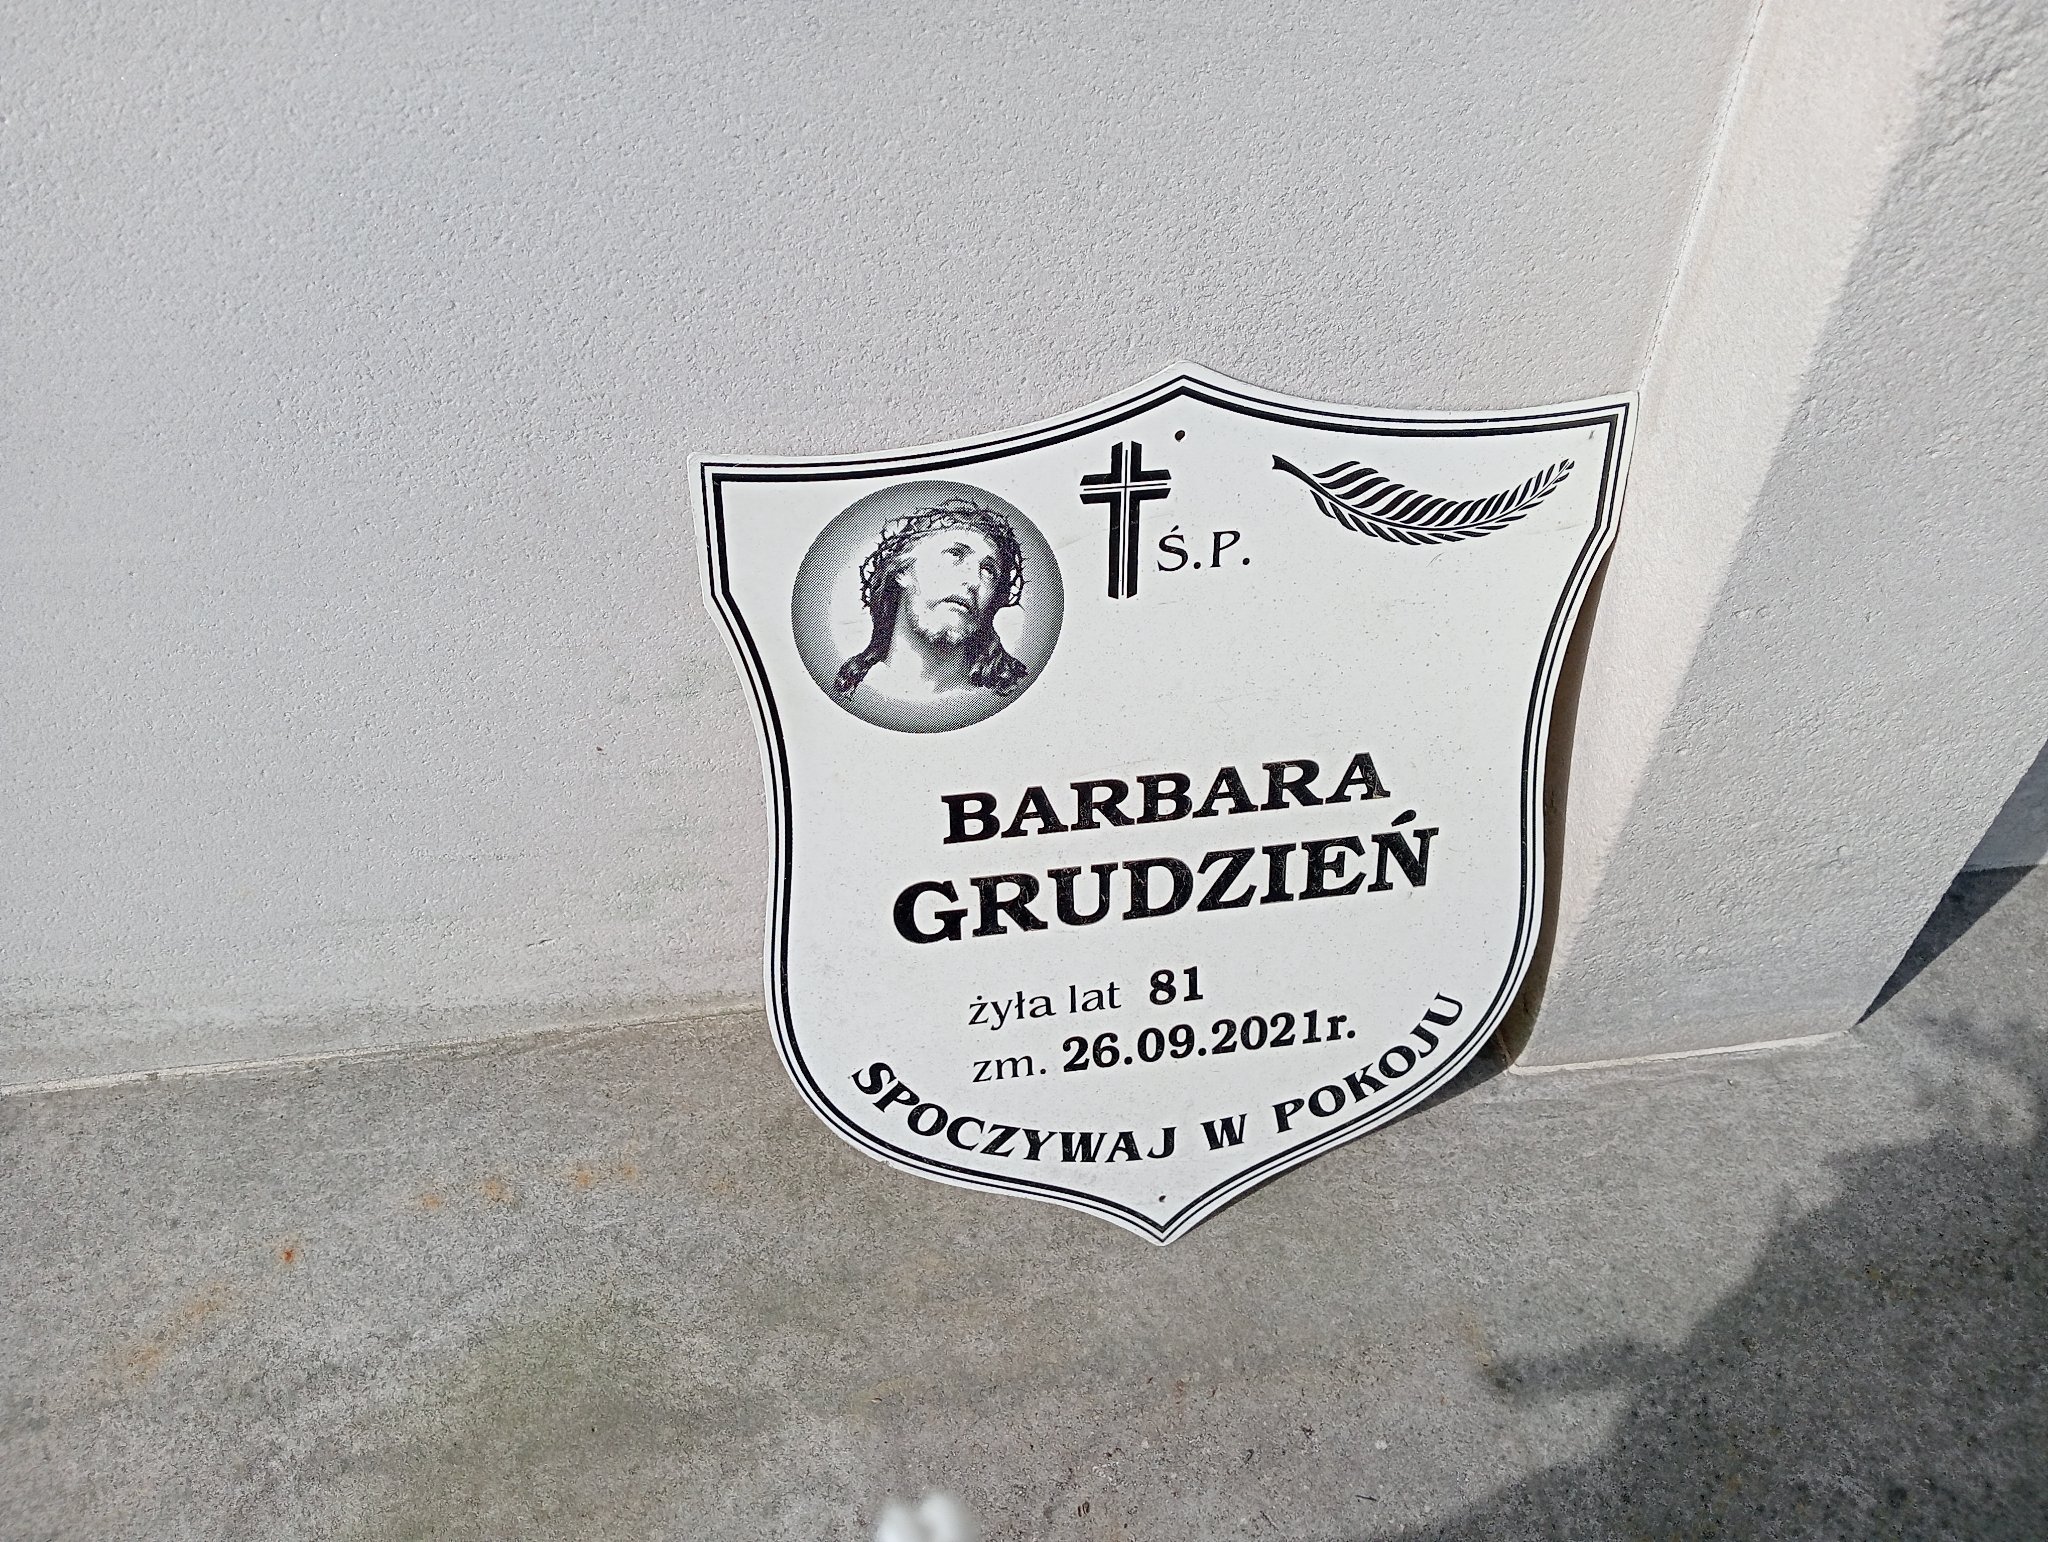 Ś.P.
BARBARA
GRUDZIEŃ
żyła lat 81
zm. 26.09.2021r.
SPOCZYWAJ W POKOJU